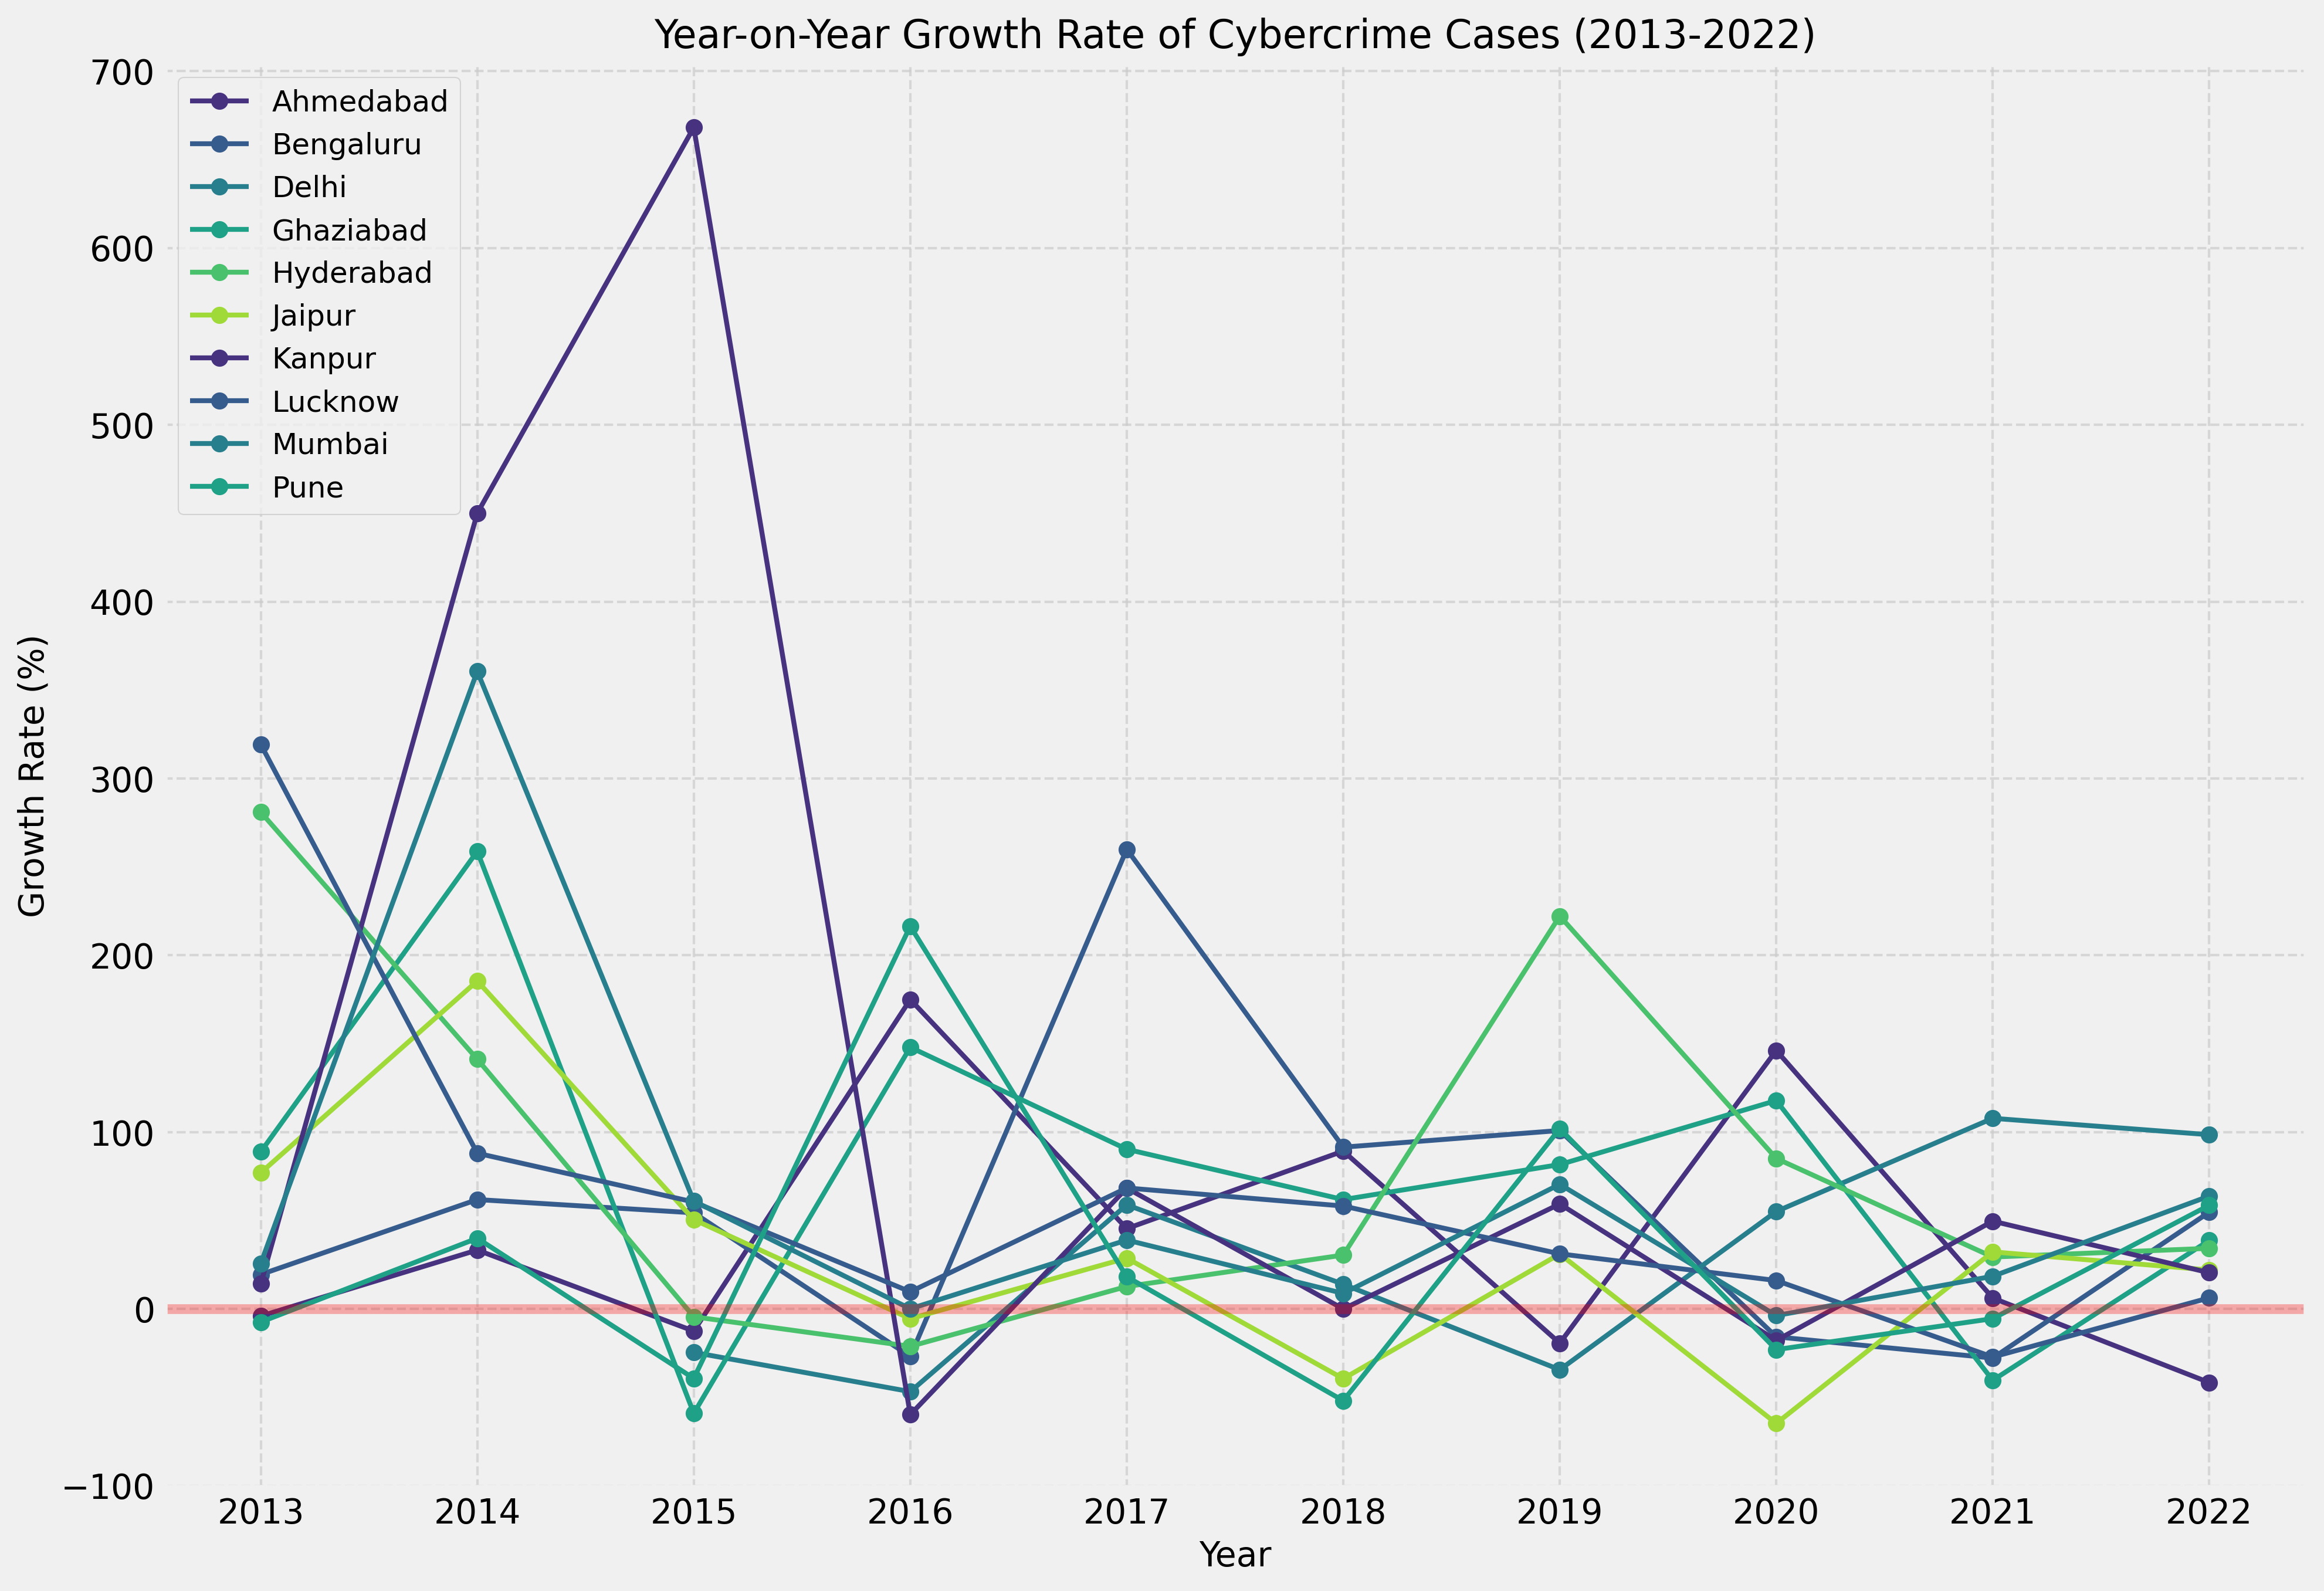 Year-on-Year Growth Rate of Cybercrime Cases (2013-2022)
700
600
500
400
300
200
100
0
−100
Growth Rate (%)
Ahmedabad
Bengaluru
Delhi
Ghaziabad
Hyderabad
Jaipur
Kanpur
Lucknow
Mumbai
Pune
2013 2014 2015 2016 2017 2018 2019 2020 2021 2022
Year